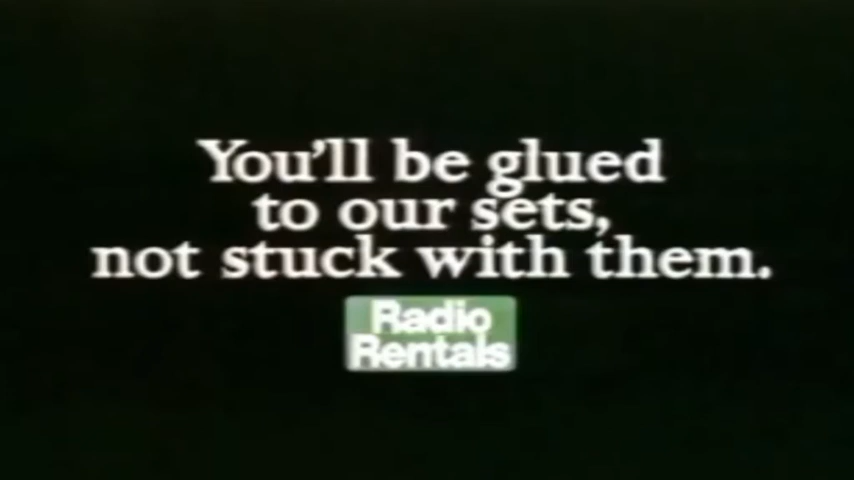 You'll be glued
to our sets,
not stuck with them.
Radio
Rentals